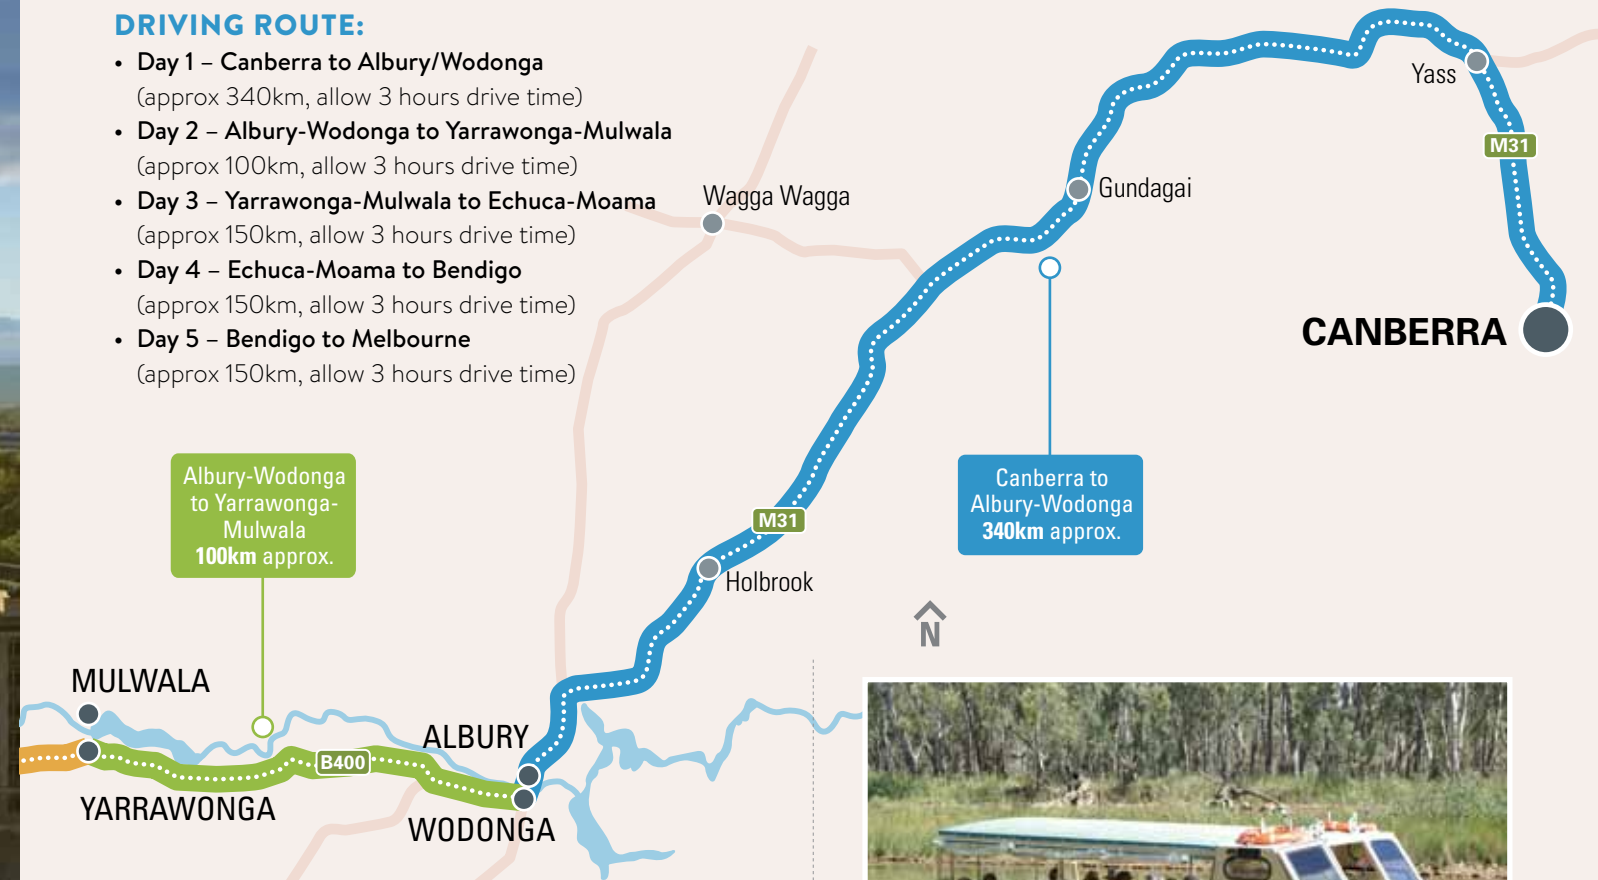 DRIVING ROUTE:
• Day 1 – Canberra to Albury/Wodonga
(approx 340km, allow 3 hours drive time)
• Day 2 – Albury-Wodonga to Yarrawonga-Mulwala
(approx 100km, allow 3 hours drive time)
• Day 3 – Yarrawonga-Mulwala to Echuca-Moama
(approx 150km, allow 3 hours drive time)
• Day 4 – Echuca-Moama to Bendigo
(approx 150km, allow 3 hours drive time)
• Day 5 – Bendigo to Melbourne
(approx 150km, allow 3 hours drive time)
Yass
M31
Wagga Wagga
Gundagai
CANBERRA
Albury-Wodonga
to Yarrawonga-
Mulwala
100km approx.
Canberra to
Albury-Wodonga
340km approx.
M31
Holbrook
N
MULWALA
ALBURY
B400
YARRAWONGA
WODONGA